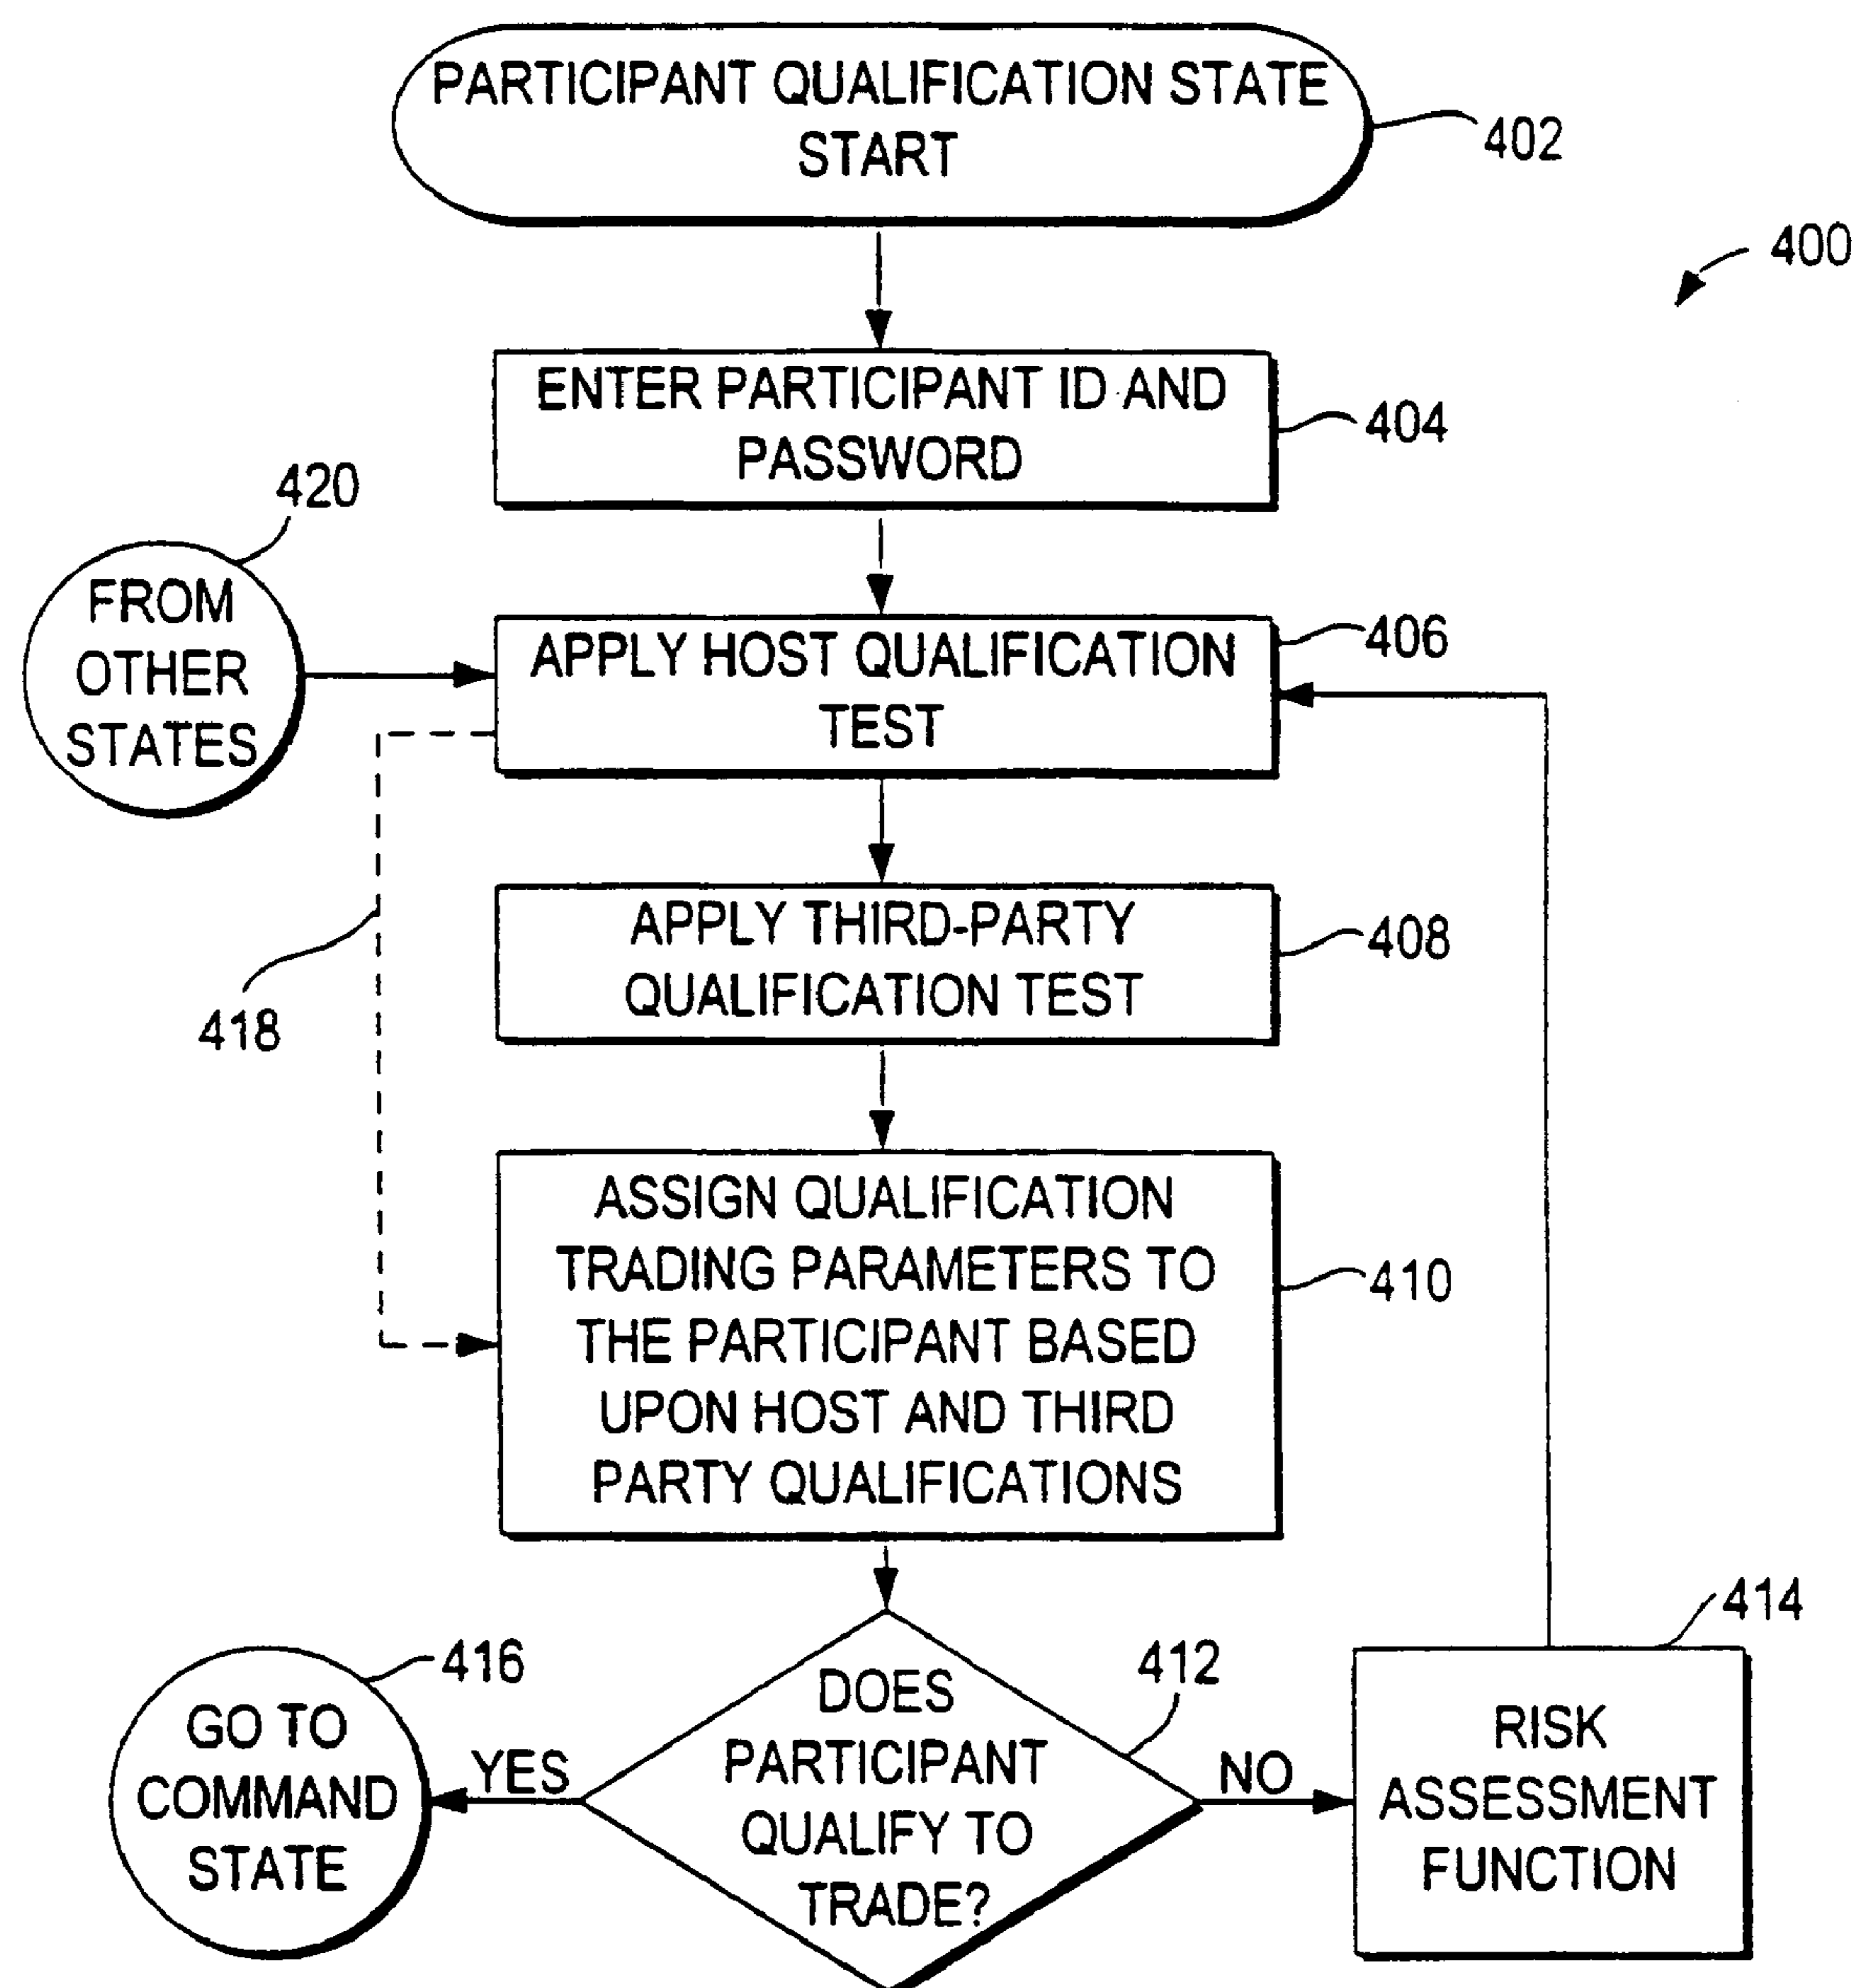 PARTICIPANT QUALIFICATION STATE
START
402
400
ENTER PARTICIPANT ID AND
PASSWORD
404
420
FROM
OTHER
STATES
APPLY HOST QUALIFICATION
TEST
406
APPLY THIRD-PARTY
QUALIFICATION TEST
408
418
ASSIGN QUALIFICATION
TRADING PARAMETERS TO
THE PARTICIPANT BASED
UPON HOST AND THIRD
PARTY QUALIFICATIONS
410
416
GO TO
COMMAND
STATE
YES
DOES
PARTICIPANT
QUALIFY TO
TRADE?
412
NO
414
RISK
ASSESSMENT
FUNCTION